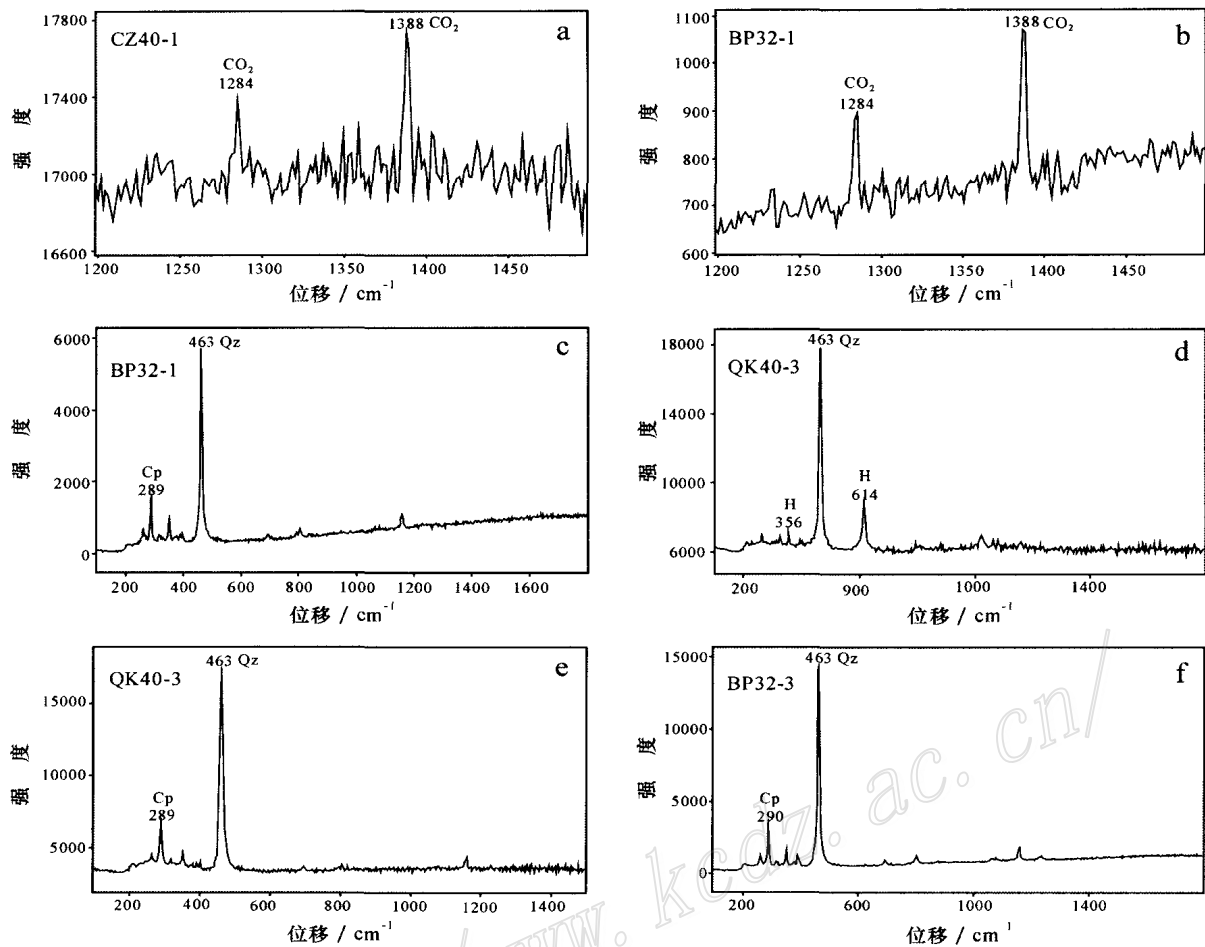 CZ40-1
a
1388 CO₂
CO₂
1284
17800
17400
17000
16600
强 度
1200 1250 1300 1350 1400 1450
位移 / cm⁻¹
BP32-1
b
1388 CO₂
CO₂
1284
1100
1000
900
800
700
600
强 度
1200 1250 1300 1350 1400 1450
位移 / cm⁻¹
BP32-1
c
463 Qz
Cp
289
6000
4000
2000
0
强 度
200 400 600 800 1000 1200 1400 1600
位移 / cm⁻¹
QK40-3
d
463 Qz
H
614
H
356
18000
14000
10000
6000
强 度
200 900 1000 1400
位移 / cm⁻¹
QK40-3
e
463 Qz
Cp
289
15000
10000
5000
强 度
200 400 600 800 1000 1200 1400
位移 / cm⁻¹
BP32-3
f
463 Qz
Cp
290
15000
10000
5000
0
强 度
200 600 1000 1400
位移 / cm⁻¹
www.kcdz.ac.cn/